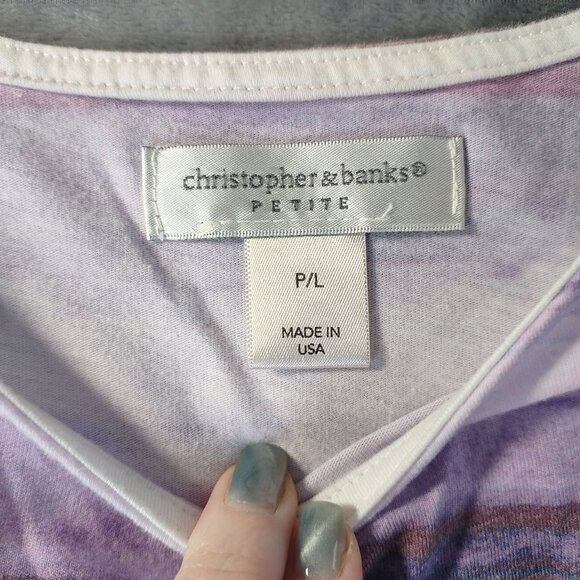 christopher&banks®
PETITE
P/L
MADE IN
USA